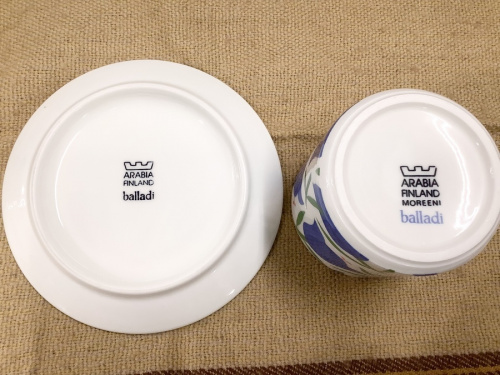 ARABIA
FINLAND
balladi
ARABIA
FINLAND
MOREENI
balladi